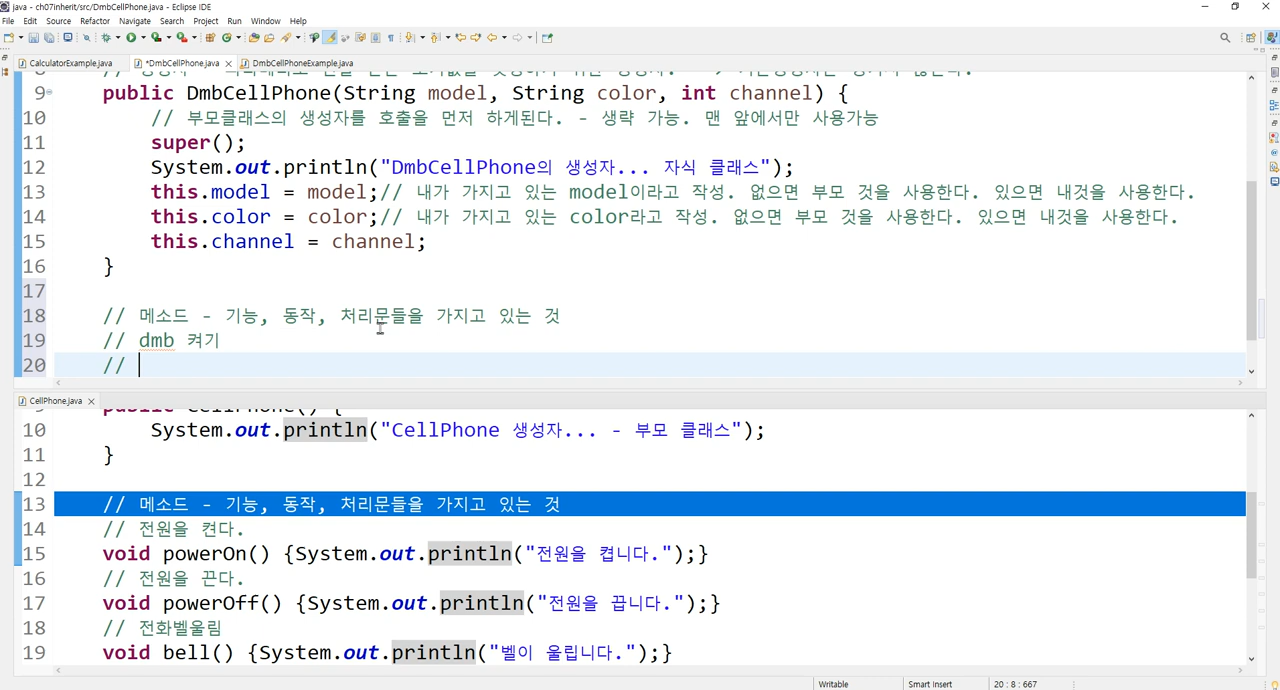 java - ch07inherit/src/DmbCellPhone.java - Eclipse IDE
File Edit Source Refactor Navigate Search Project Run Window Help
CalculatorExample.java *DmbCellPhone.java DmbCellPhoneExample.java
9 public DmbCellPhone(String model, String color, int channel) {
10 // 부모클래스의 생성자를 호출을 먼저 하게된다. - 생략 가능. 맨 앞에서만 사용가능
11 super();
12 System.out.println("DmbCellPhone의 생성자... 자식 클래스");
13 this.model = model;// 내가 가지고 있는 model이라고 작성. 없으면 부모 것을 사용한다. 있으면 내것을 사용한다.
14 this.color = color;// 내가 가지고 있는 color라고 작성. 없으면 부모 것을 사용한다. 있으면 내것을 사용한다.
15 this.channel = channel;
16 }
17
18 // 메소드 - 기능, 동작, 처리문들을 가지고 있는 것
19 // dmb 켜기
20 //
CellPhone.java
public CellPhone() {
10 System.out.println("CellPhone 생성자... - 부모 클래스");
11 }
12
13 // 메소드 - 기능, 동작, 처리문들을 가지고 있는 것
14 // 전원을 켠다.
15 void powerOn() {System.out.println("전원을 켭니다.");}
16 // 전원을 끈다.
17 void powerOff() {System.out.println("전원을 끕니다.");}
18 // 전화벨울림
19 void bell() {System.out.println("벨이 울립니다.");}
Writable Smart Insert 20 : 8 : 667